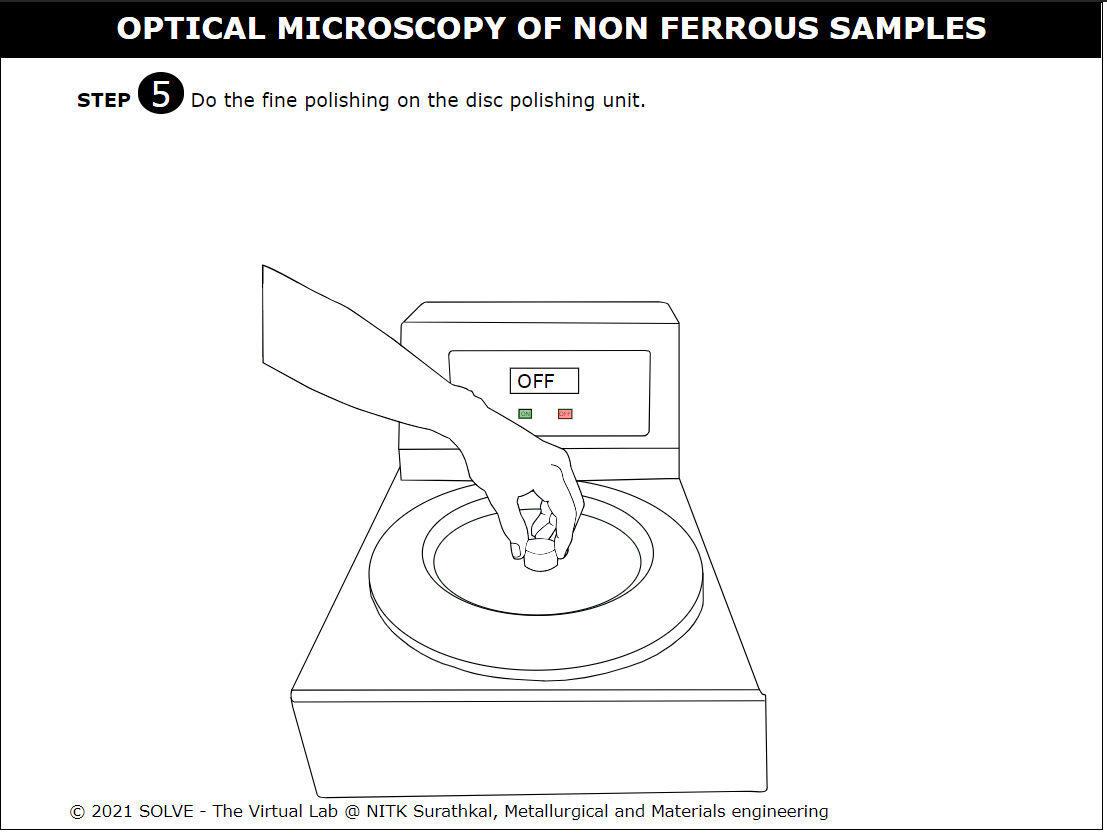 OPTICAL MICROSCOPY OF NON FERROUS SAMPLES
STEP 5 Do the fine polishing on the disc polishing unit.
OFF
ON OFF
© 2021 SOLVE - The Virtual Lab @ NITK Surathkal, Metallurgical and Materials engineering